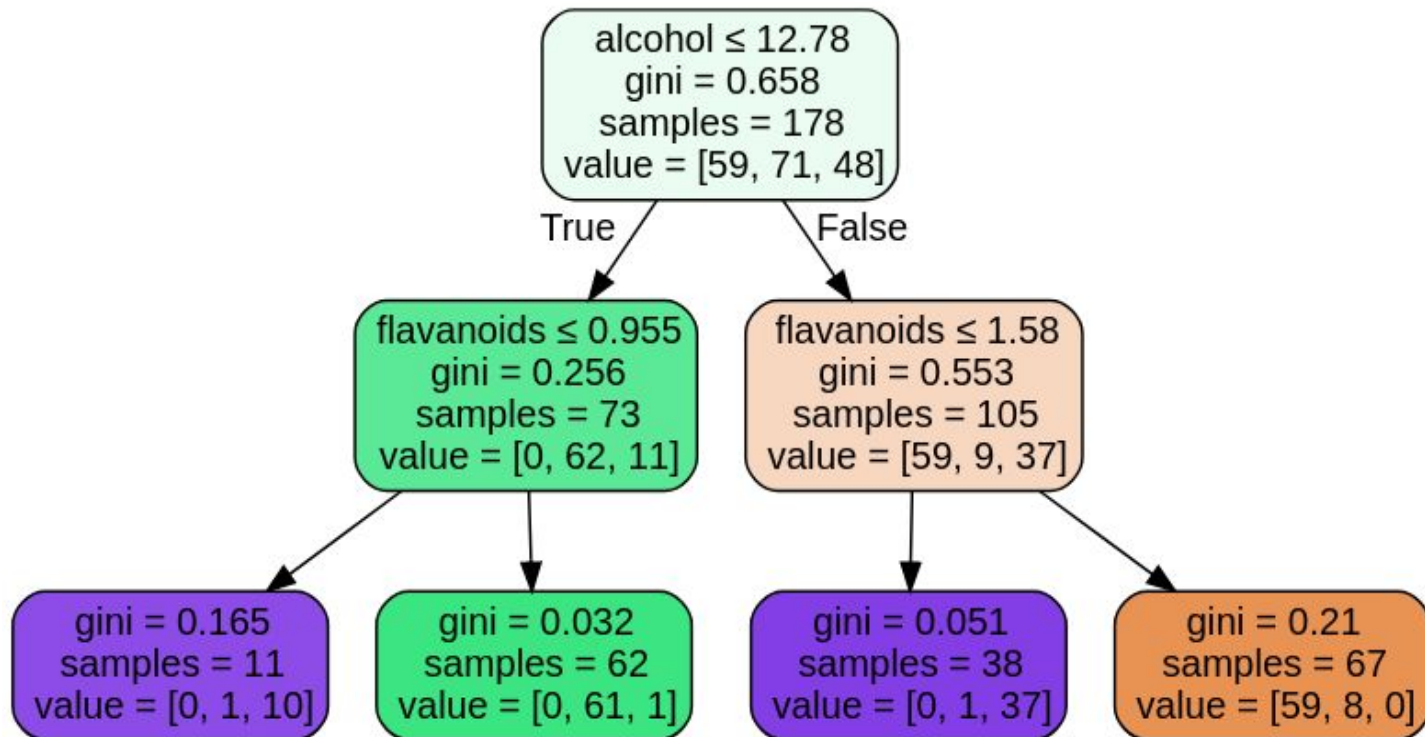 alcohol ≤ 12.78
gini = 0.658
samples = 178
value = [59, 71, 48]
True
False
flavanoids ≤ 0.955
gini = 0.256
samples = 73
value = [0, 62, 11]
flavanoids ≤ 1.58
gini = 0.553
samples = 105
value = [59, 9, 37]
gini = 0.165
samples = 11
value = [0, 1, 10]
gini = 0.032
samples = 62
value = [0, 61, 1]
gini = 0.051
samples = 38
value = [0, 1, 37]
gini = 0.21
samples = 67
value = [59, 8, 0]